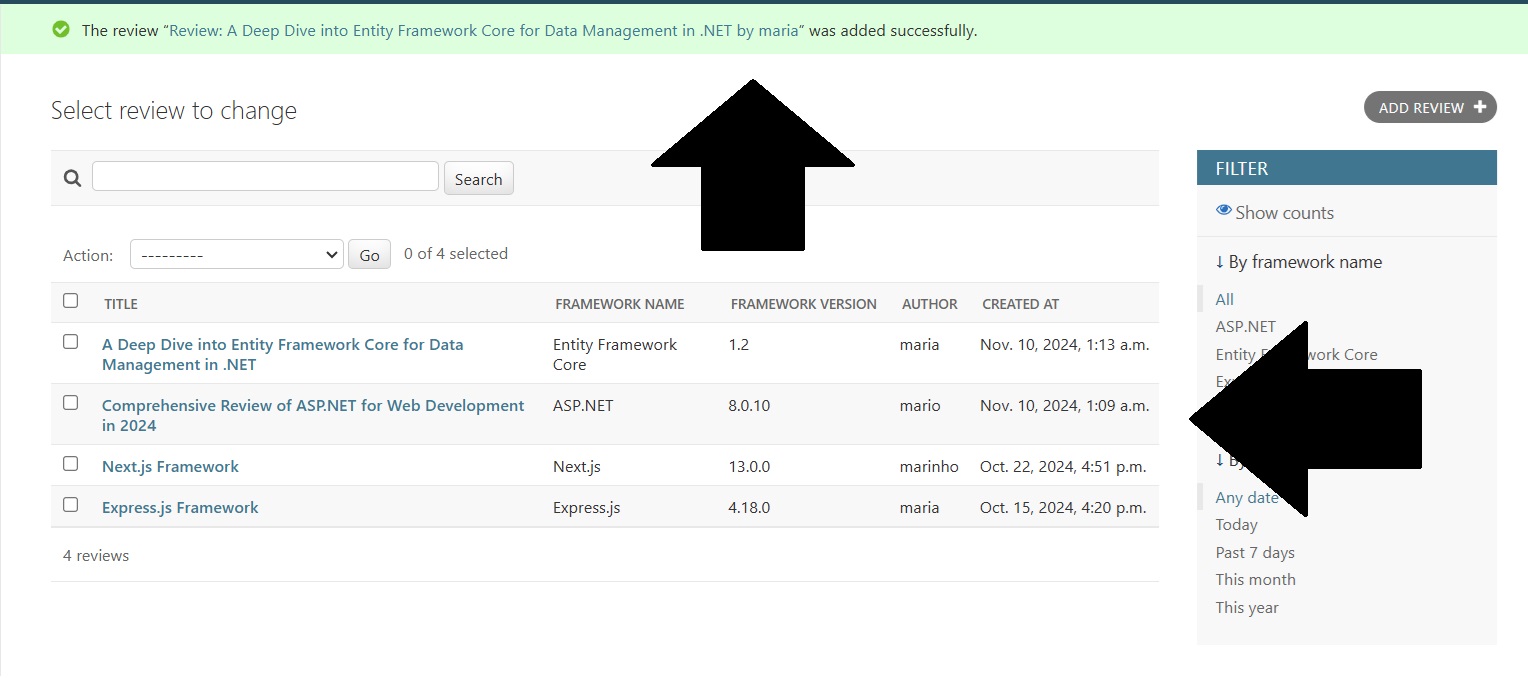 The review “Review: A Deep Dive into Entity Framework Core for Data Management in .NET by maria” was added successfully.
Select review to change
ADD REVIEW
Search
Action: --------- Go 0 of 4 selected
TITLE FRAMEWORK NAME FRAMEWORK VERSION AUTHOR CREATED AT
A Deep Dive into Entity Framework Core for Data Entity Framework 1.2 maria Nov. 10, 2024, 1:13 a.m.
Management in .NET Core
Comprehensive Review of ASP.NET for Web Development ASP.NET 8.0.10 mario Nov. 10, 2024, 1:09 a.m.
in 2024
Next.js Framework Next.js 13.0.0 marinho Oct. 22, 2024, 4:51 p.m.
Express.js Framework Express.js 4.18.0 maria Oct. 15, 2024, 4:20 p.m.
4 reviews
FILTER
Show counts
↓ By framework name
All
ASP.NET
Entity Core
↓
Any date
Today
Past 7 days
This month
This year